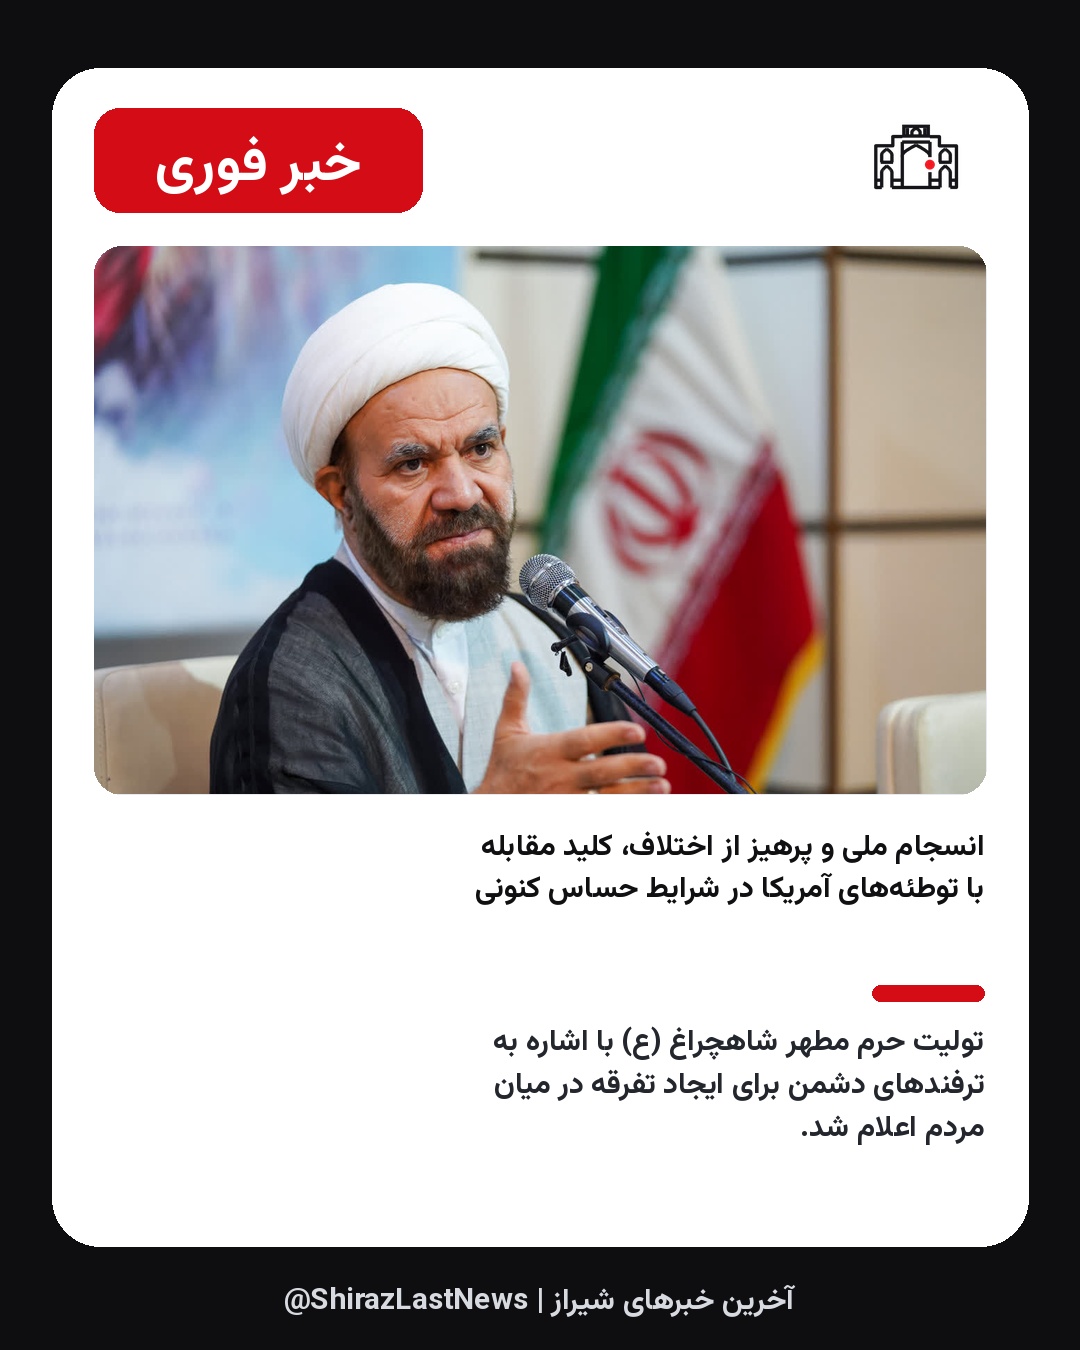 خبر فوری
انسجام ملی و پرهیز از اختلاف، کلید مقابله
با توطئه‌های آمریکا در شرایط حساس کنونی
تولیت حرم مطهر شاهچراغ (ع) با اشاره به
ترفندهای دشمن برای ایجاد تفرقه در میان
مردم اعلام شد.
آخرین خبرهای شیراز | @ShirazLastNews